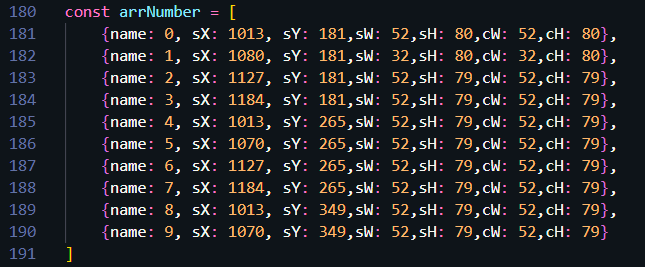 180 const arrNumber = [
181 {name: 0, sX: 1013, sY: 181,sW: 52,sH: 80,cW: 52,cH: 80},
182 {name: 1, sX: 1080, sY: 181,sW: 32,sH: 80,cW: 32,cH: 80},
183 {name: 2, sX: 1127, sY: 181,sW: 52,sH: 79,cW: 52,cH: 79},
184 {name: 3, sX: 1184, sY: 181,sW: 52,sH: 79,cW: 52,cH: 79},
185 {name: 4, sX: 1013, sY: 265,sW: 52,sH: 79,cW: 52,cH: 79},
186 {name: 5, sX: 1070, sY: 265,sW: 52,sH: 79,cW: 52,cH: 79},
187 {name: 6, sX: 1127, sY: 265,sW: 52,sH: 79,cW: 52,cH: 79},
188 {name: 7, sX: 1184, sY: 265,sW: 52,sH: 79,cW: 52,cH: 79},
189 {name: 8, sX: 1013, sY: 349,sW: 52,sH: 79,cW: 52,cH: 79},
190 {name: 9, sX: 1070, sY: 349,sW: 52,sH: 79,cW: 52,cH: 79}
191 ]